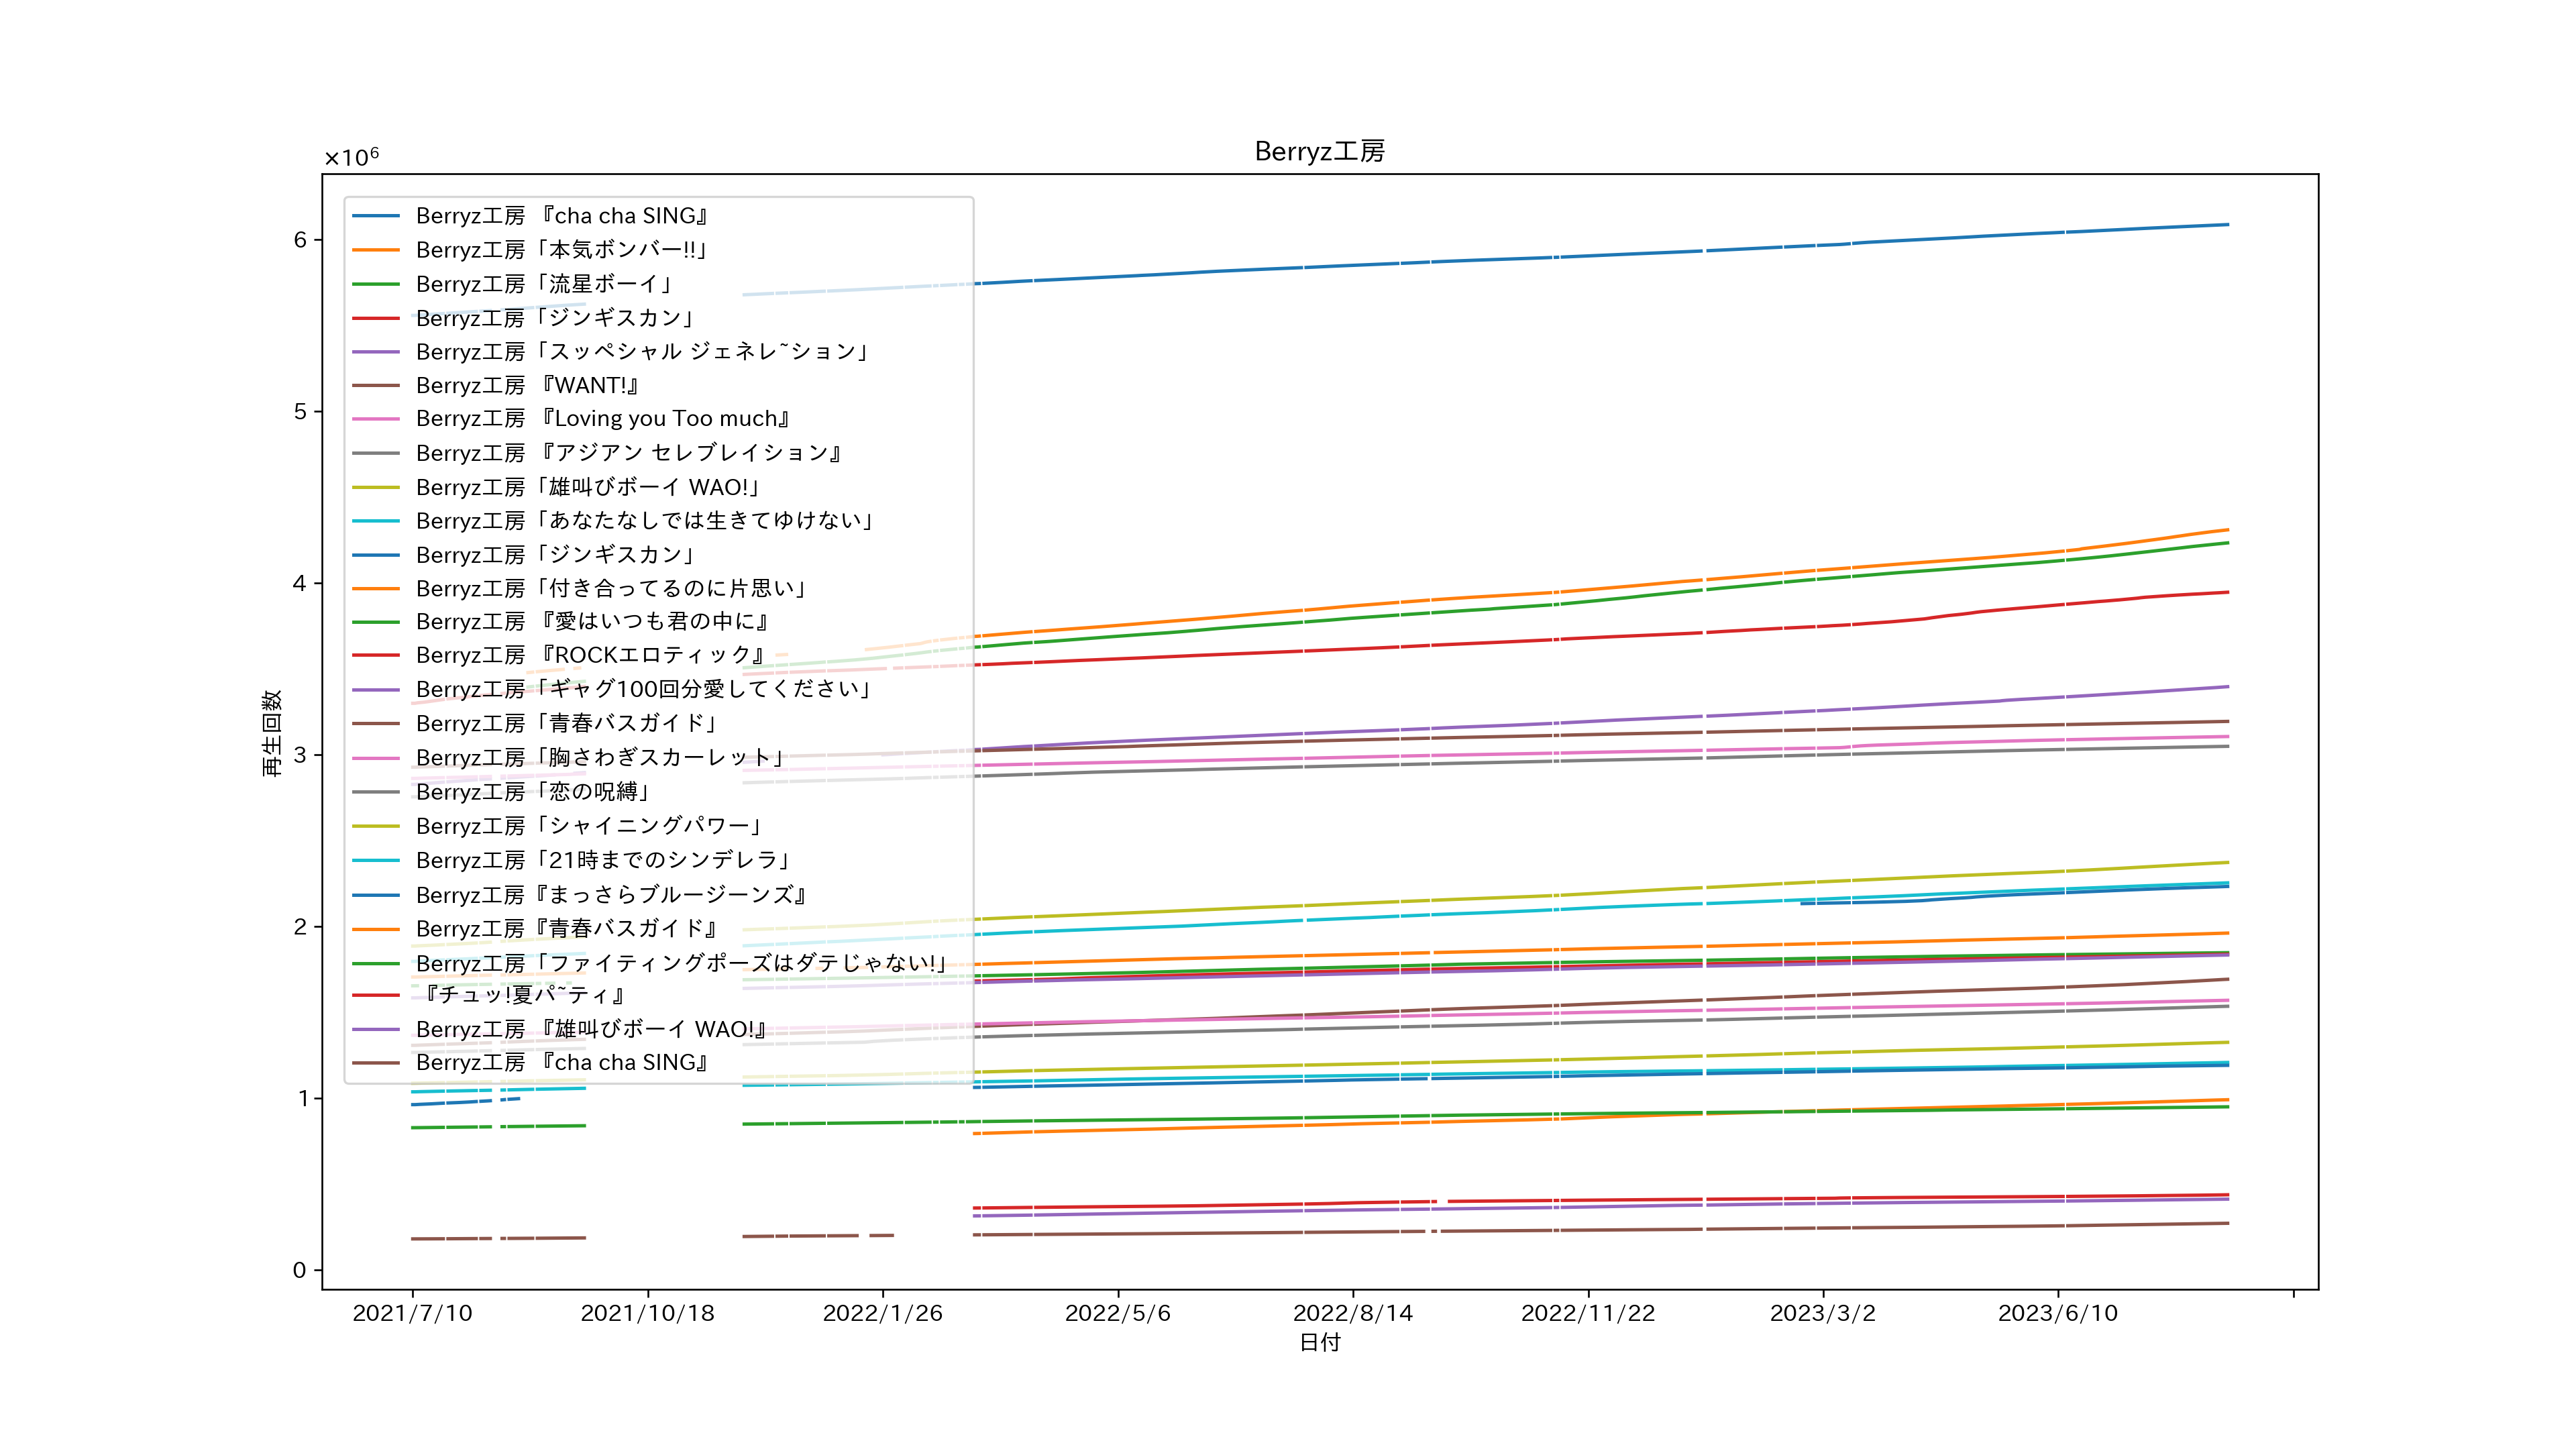 Berryz工房
×10⁶
Berryz工房 『cha cha SING』
Berryz工房「本気ボンバー!!」
Berryz工房「流星ボーイ」
Berryz工房「ジンギスカン」
Berryz工房「スッペシャル ジェネレ~ション」
Berryz工房 『WANT!』
Berryz工房 『Loving you Too much』
Berryz工房 『アジアン セレブレイション』
Berryz工房「雄叫びボーイ WAO!」
Berryz工房「あなたなしでは生きてゆけない」
Berryz工房「ジンギスカン」
Berryz工房「付き合ってるのに片思い」
Berryz工房 『愛はいつも君の中に』
Berryz工房 『ROCKエロティック』
Berryz工房「ギャグ100回分愛してください」
Berryz工房「青春バスガイド」
Berryz工房「胸さわぎスカーレット」
Berryz工房「恋の呪縛」
Berryz工房「シャイニングパワー」
Berryz工房「21時までのシンデレラ」
Berryz工房『まっさらブルージーンズ』
Berryz工房『青春バスガイド』
Berryz工房「ファイティングポーズはダテじゃない!」
『チュッ!夏パ~ティ』
Berryz工房 『雄叫びボーイ WAO!』
Berryz工房 『cha cha SING』
6
5
4
3
2
1
0
再生回数
2021/7/10 2021/10/18 2022/1/26 2022/5/6 2022/8/14 2022/11/22 2023/3/2 2023/6/10
日付